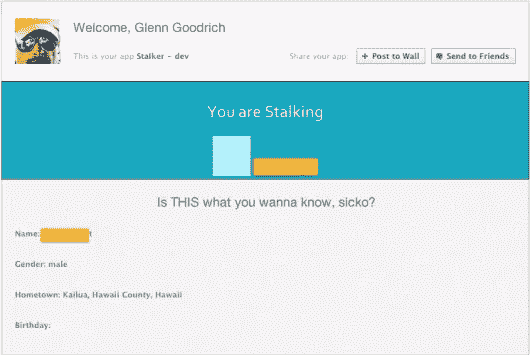 Welcome, Glenn Goodrich
This is your app Stalker - dev
Share your app:
+ Post to Wall
Send to Friends
You are Stalking
Is THIS what you wanna know, sicko?
Name: t
Gender: male
Hometown: Kailua, Hawaii County, Hawaii
Birthday: